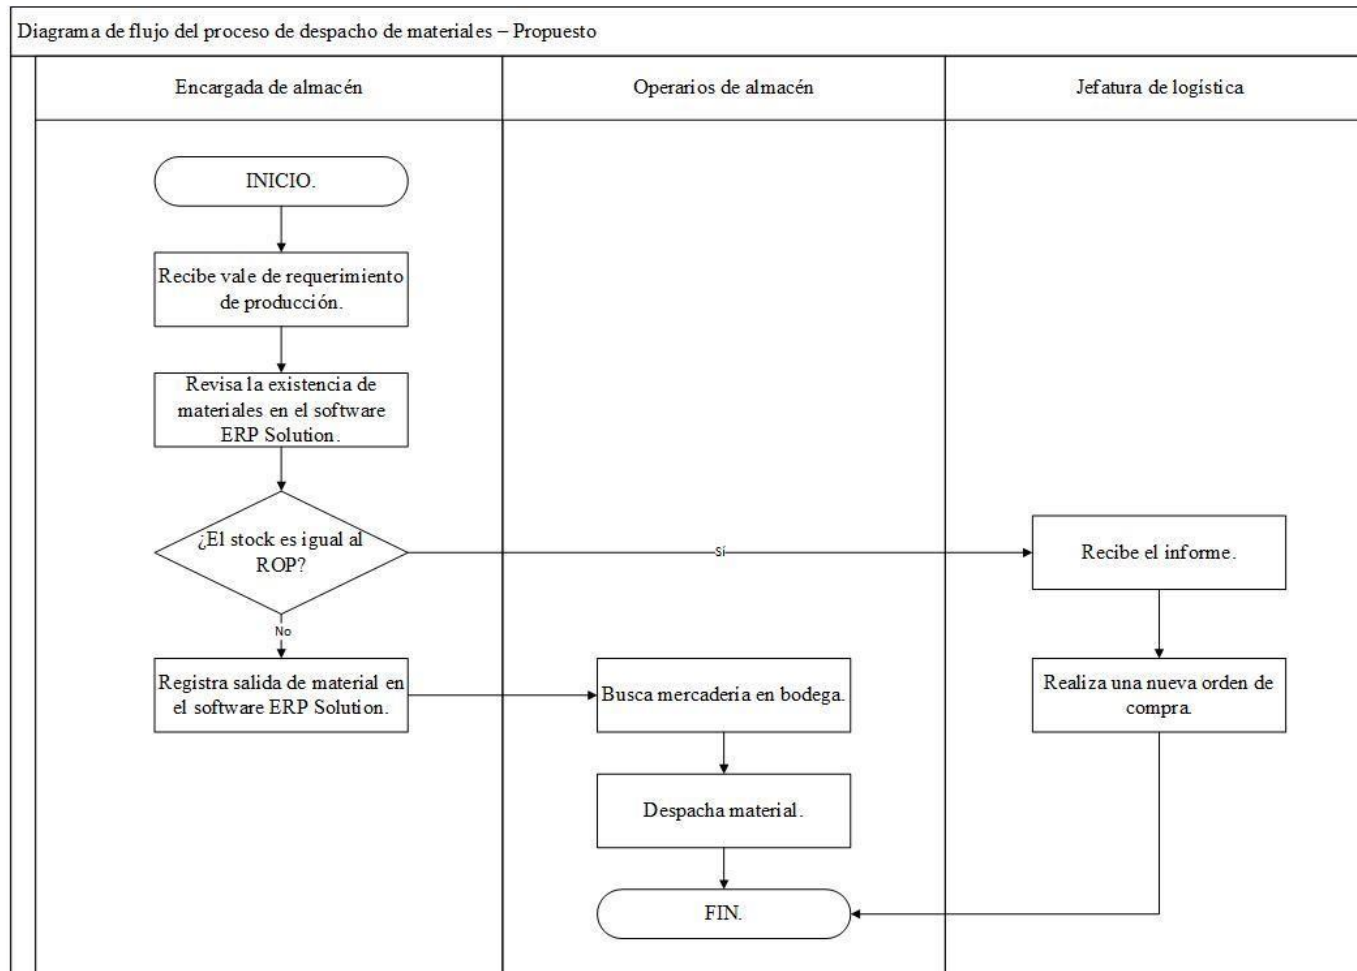 Diagrama de flujo del proceso de despacho de materiales – Propuesto
Encargada de almacén
Operarios de almacén
Jefatura de logística
INICIO.
Recibe vale de requerimiento
de producción.
Revisa la existencia de
materiales en el software
ERP Solution.
¿El stock es igual al
ROP?
Sí
Recibe el informe.
No
Registra salida de material en
el software ERP Solution.
Busca mercadería en bodega.
Realiza una nueva orden de
compra.
Despacha material.
FIN.